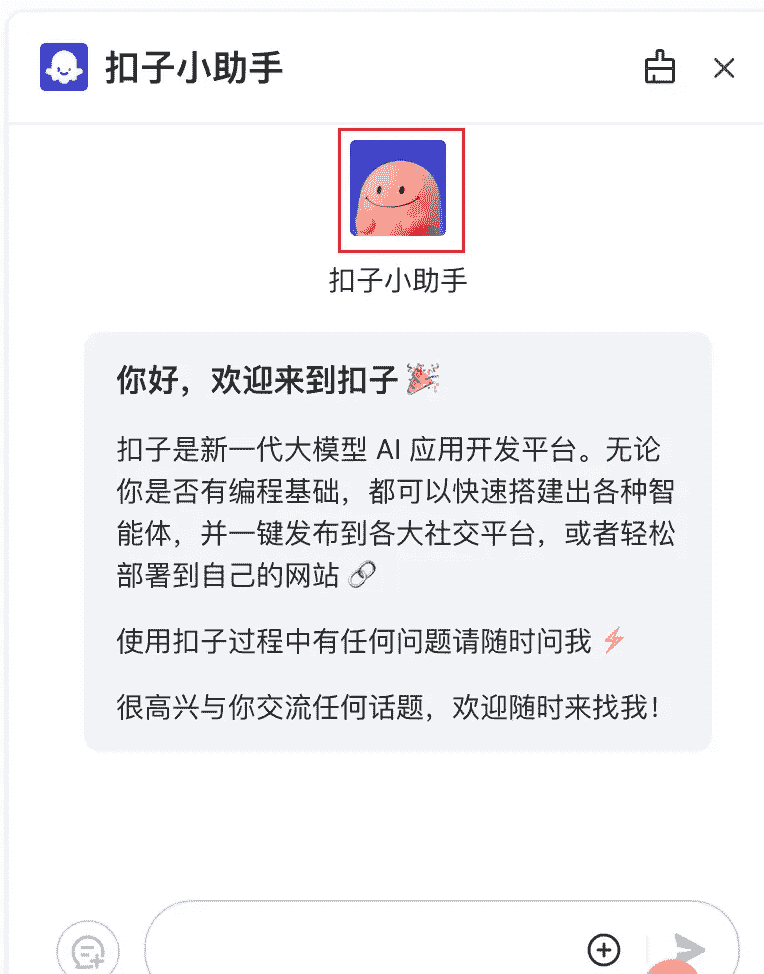 扣子小助手
扣子小助手
你好，欢迎来到扣子
扣子是新一代大模型 AI 应用开发平台。无论
你是否有编程基础，都可以快速搭建出各种智
能体，并一键发布到各大社交平台，或者轻松
部署到自己的网站
使用扣子过程中有任何问题请随时问我
很高兴与你交流任何话题，欢迎随时来找我！